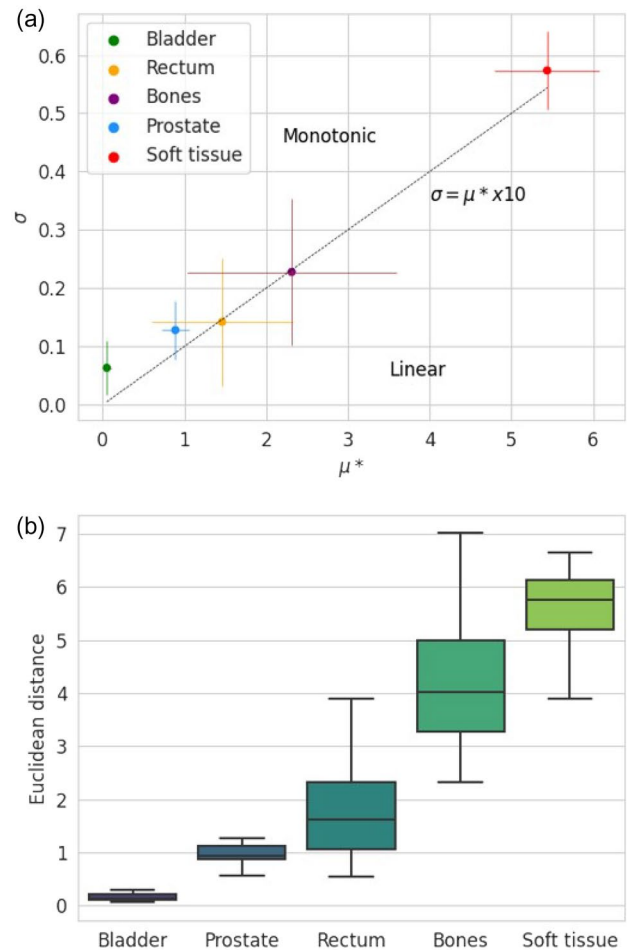 (a)
Bladder
Rectum
Bones
Prostate
Soft tissue
0.6
0.5
0.4
0.3
0.2
0.1
0.0
σ
Monotonic
σ = μ * x10
Linear
0 1 2 3 4 5 6
μ *
(b)
7
6
5
4
3
2
1
0
Euclidean distance
Bladder Prostate Rectum Bones Soft tissue